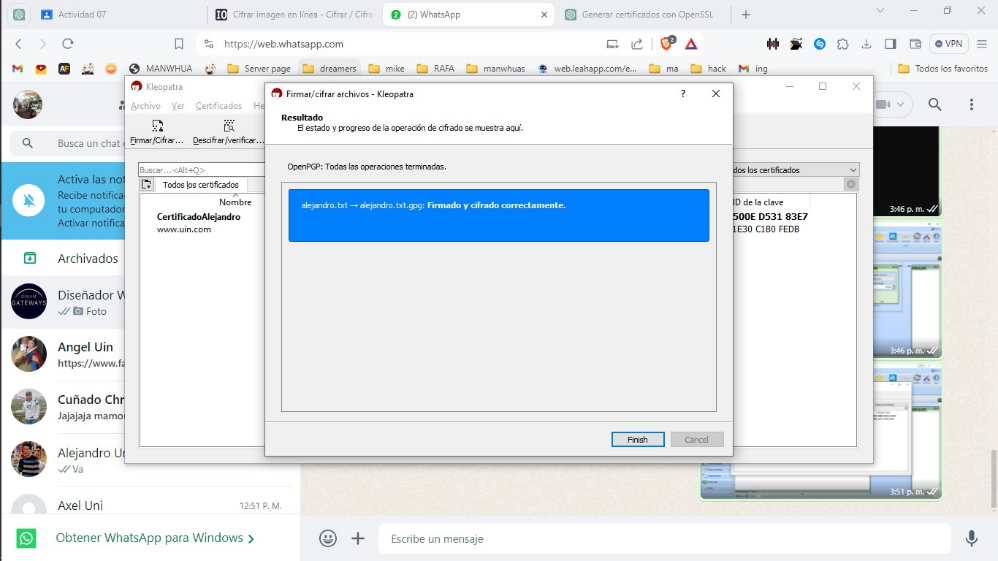 Actividad 07
Cifrar imagen en línea - Cifrar / Cifra
(2) WhatsApp
Generar certificados con OpenSSL
https://web.whatsapp.com
2
VPN
MANWHUA
Server page
dreamers
mike
RAFA
manwhuas
web.leahapp.com/e...
ma
hack
ing
Todos los favoritos
Kleopatra
Archivo Ver Certificados
Firmar/Cifrar...
Descifrar/verificar...
Buscar...<Alt+Q>
Todos los certificados
Nombre
CertificadoAlejandro
www.uin.com
Firmar/cifrar archivos - Kleopatra
Resultado
El estado y progreso de la operación de cifrado se muestra aquí.
OpenPGP: Todas las operaciones terminadas.
alejandro.txt → alejandro.txt.gpg: Firmado y cifrado correctamente.
Finish
Cancel
dos los certificados
ID de la clave
500E D531 83E7
1E30 C1B0 FEDB
Busca un chat
Activa las not
Recibe notifica
tu computador
Activar notifica
Archivados
Diseñador W
Foto
DREAM
GATEWAYS
Angel Uin
https://www.fa
Cuñado Chr
Jajajaja mamor
Alejandro Un
Va
Axel Uni
12:51 P. M.
Obtener WhatsApp para Windows
3:46 p. m.
3:46 p. m.
3:51 p. m.
Escribe un mensaje